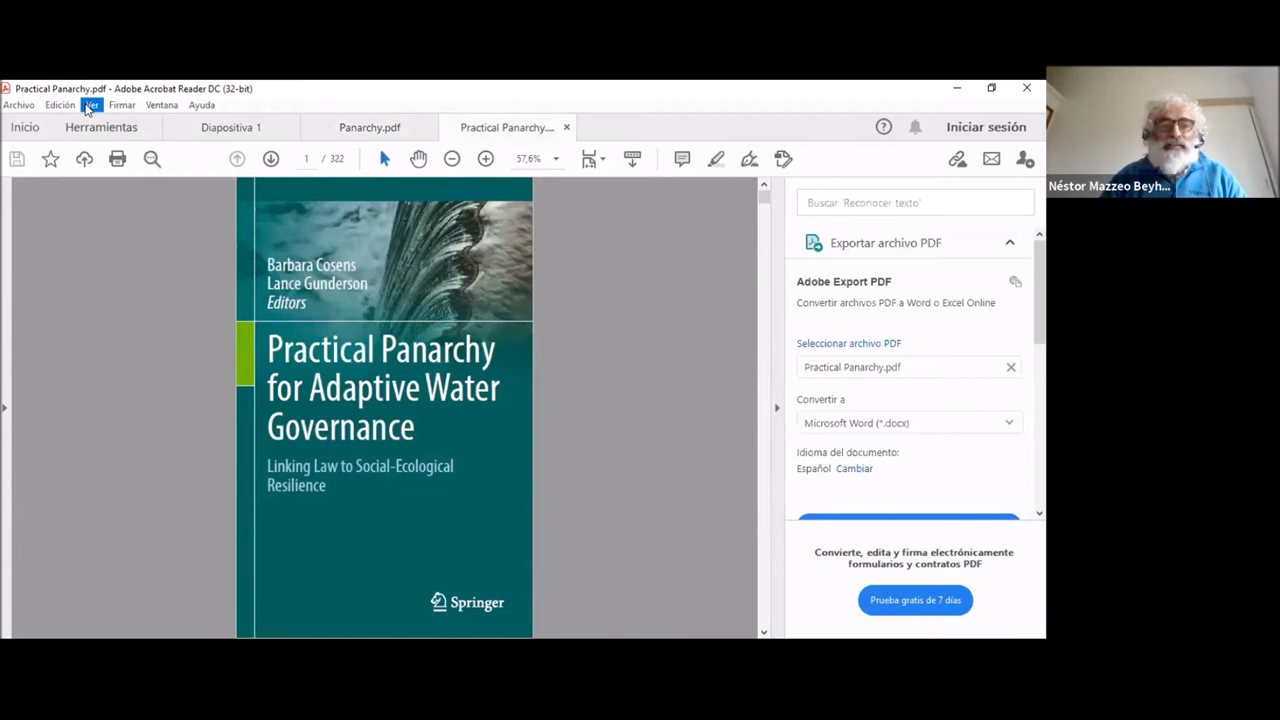 Practical Panarchy.pdf - Adobe Acrobat Reader DC (32-bit)
Archivo Edición Ver Firmar Ventana Ayuda
Inicio Herramientas Diapositiva 1 Panarchy.pdf Practical Panarchy.... Iniciar sesión
1 / 322 57,6%
Barbara Cosens
Lance Gunderson
Editors
Practical Panarchy
for Adaptive Water
Governance
Linking Law to Social-Ecological
Resilience
Springer
Buscar 'Reconocer texto'
Exportar archivo PDF
Adobe Export PDF
Convertir archivos PDF a Word o Excel Online
Seleccionar archivo PDF
Practical Panarchy.pdf
Convertir a
Microsoft Word (*.docx)
Idioma del documento:
Español Cambiar
Convierte, edita y firma electrónicamente
formularios y contratos PDF
Prueba gratis de 7 días
Néstor Mazzeo Beyh...